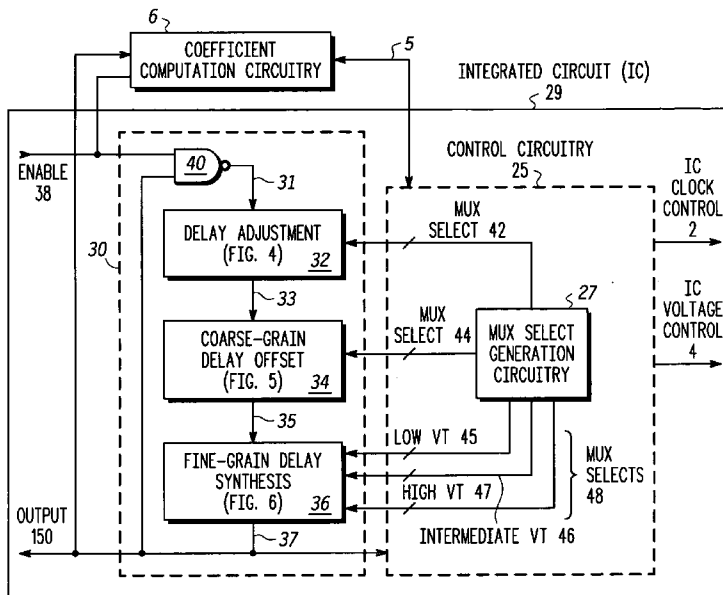 6
COEFFICIENT
COMPUTATION CIRCUITRY
5
INTEGRATED CIRCUIT (IC)
29
ENABLE
38
40
31
CONTROL CIRCUITRY
25
IC
CLOCK
CONTROL
2
30
DELAY ADJUSTMENT
(FIG. 4)
32
MUX
SELECT 42
33
27
MUX SELECT
GENERATION
CIRCUITRY
IC
VOLTAGE
CONTROL
4
COARSE-GRAIN
DELAY OFFSET
(FIG. 5)
34
MUX
SELECT 44
35
FINE-GRAIN DELAY
SYNTHESIS
(FIG. 6)
36
LOW VT 45
HIGH VT 47
INTERMEDIATE VT 46
MUX
SELECTS
48
OUTPUT
150
37